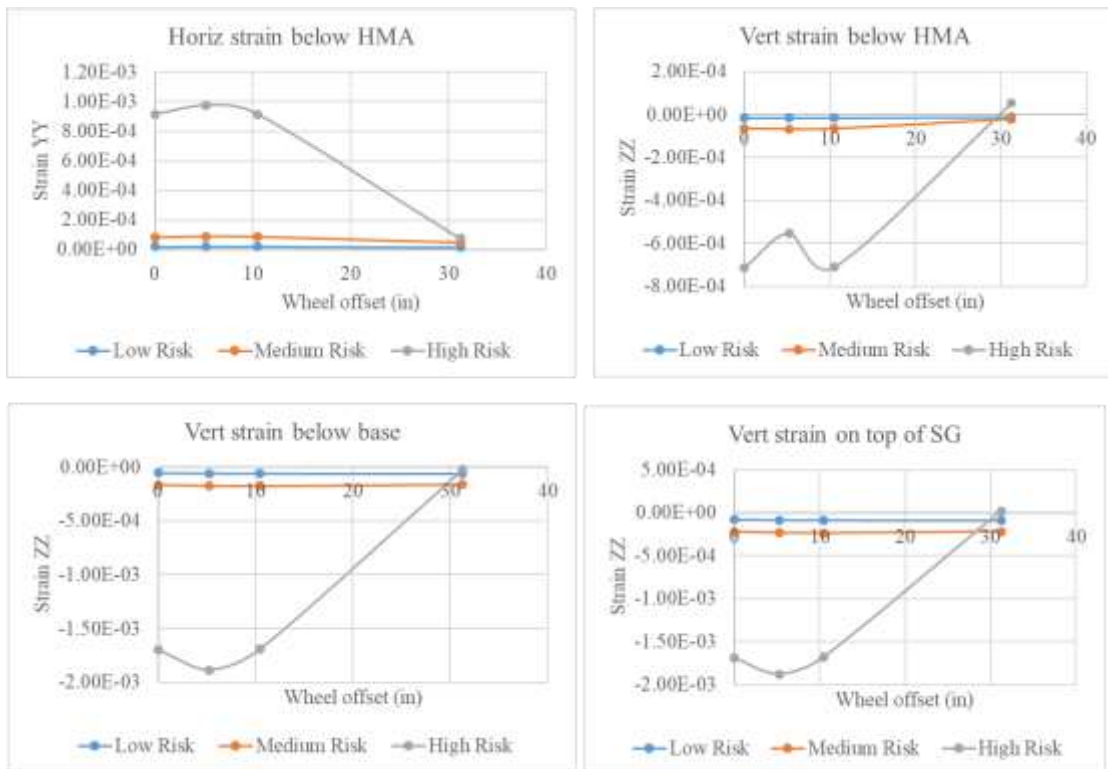 Horiz strain below HMA
1.20E-03
1.00E-03
8.00E-04
6.00E-04
4.00E-04
2.00E-04
0.00E+00
Strain YY
0 10 20 30 40
Wheel offset (in)
Low Risk Medium Risk High Risk
Vert strain below HMA
2.00E-04
0.00E+00
-2.00E-04
-4.00E-04
-6.00E-04
-8.00E-04
Strain ZZ
0 10 20 30 40
Wheel offset (in)
Low Risk Medium Risk High Risk
Vert strain below base
0.00E+00
-5.00E-04
-1.00E-03
-1.50E-03
-2.00E-03
Strain ZZ
0 10 20 30 40
Wheel offset (in)
Low Risk Medium Risk High Risk
Vert strain on top of SG
5.00E-04
0.00E+00
-5.00E-04
-1.00E-03
-1.50E-03
-2.00E-03
Strain ZZ
0 10 20 30 40
Wheel offset (in)
Low Risk Medium Risk High Risk